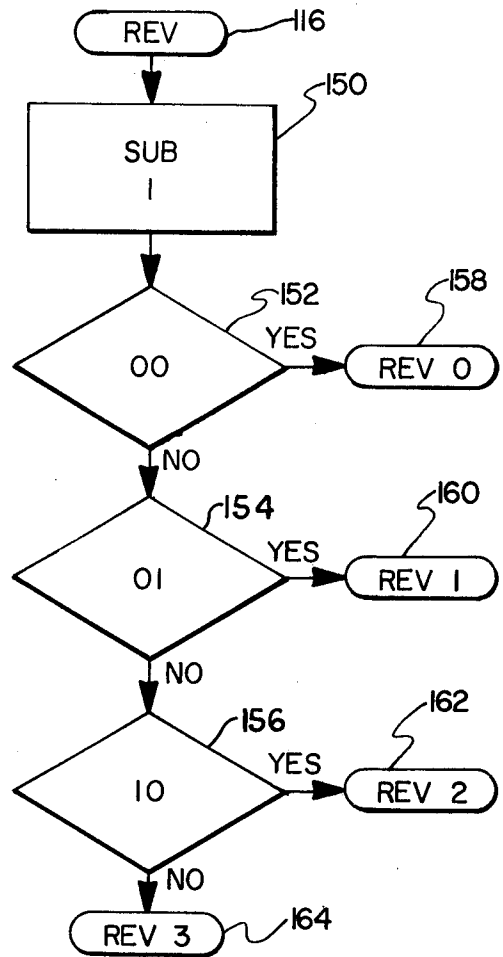 REV
116
150
SUB
1
152
158
YES
00
REV 0
NO
154
160
YES
01
REV 1
NO
156
162
YES
10
REV 2
NO
REV 3
164